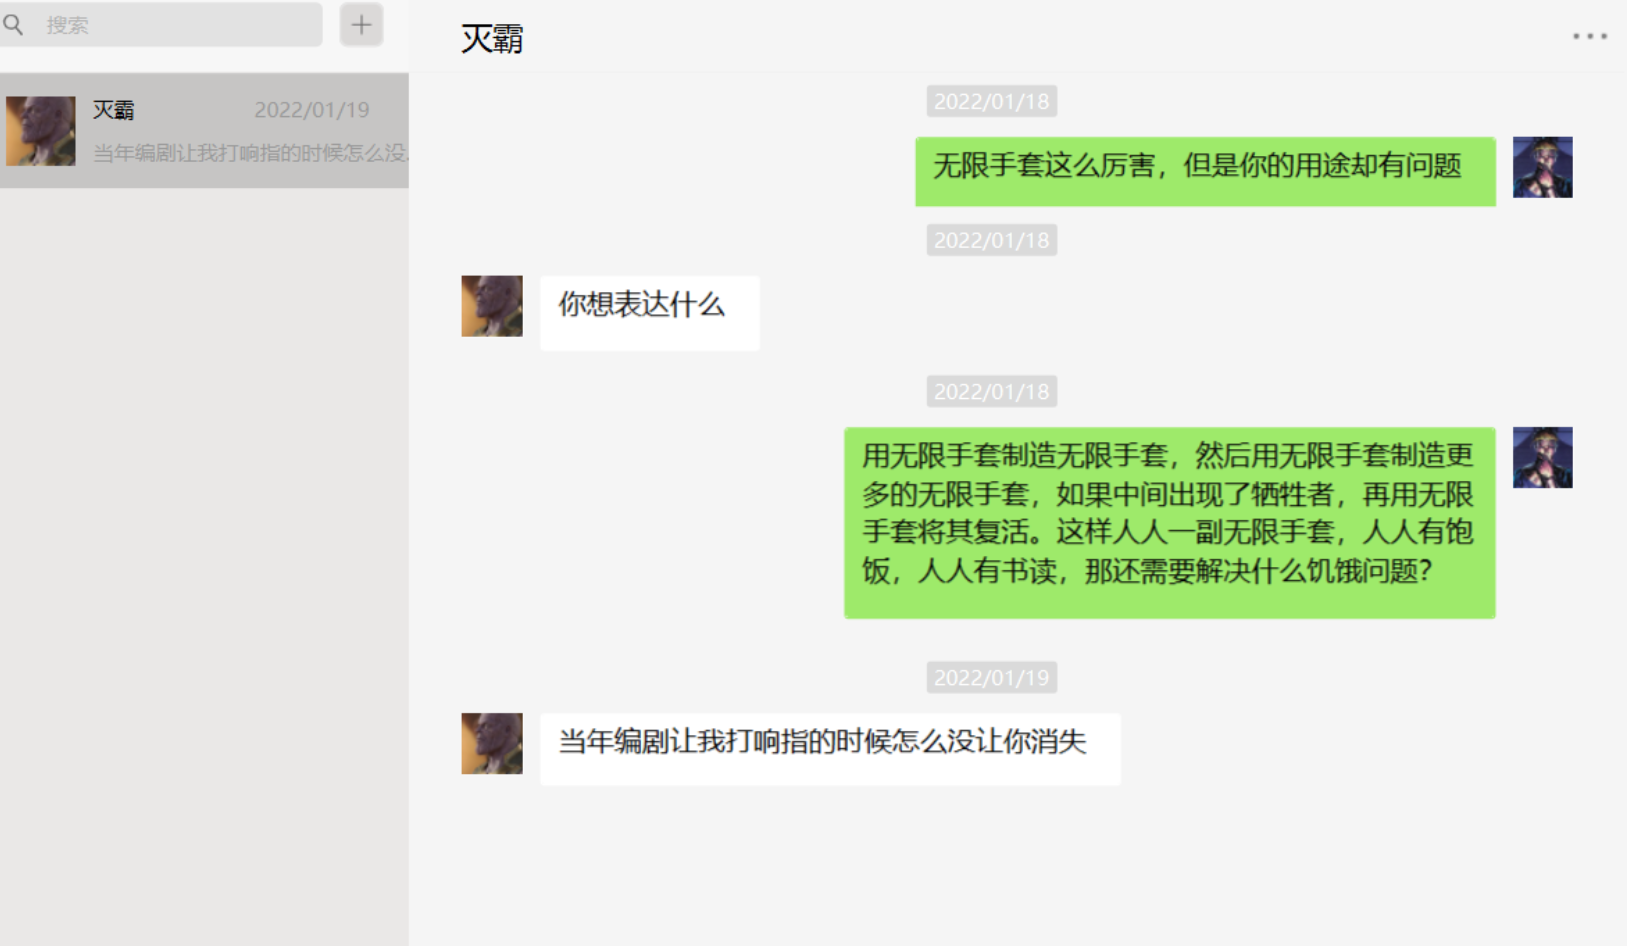 搜索
灭霸
2022/01/19
当年编剧让我打响指的时候怎么没
灭霸
2022/01/18
无限手套这么厉害，但是你的用途却有问题
2022/01/18
你想表达什么
2022/01/18
用无限手套制造无限手套，然后用无限手套制造更
多的无限手套，如果中间出现了牺牲者，再用无限
手套将其复活。这样人人一副无限手套，人人有饱
饭，人人有书读，那还需要解决什么饥饿问题？
2022/01/19
当年编剧让我打响指的时候怎么没让你消失